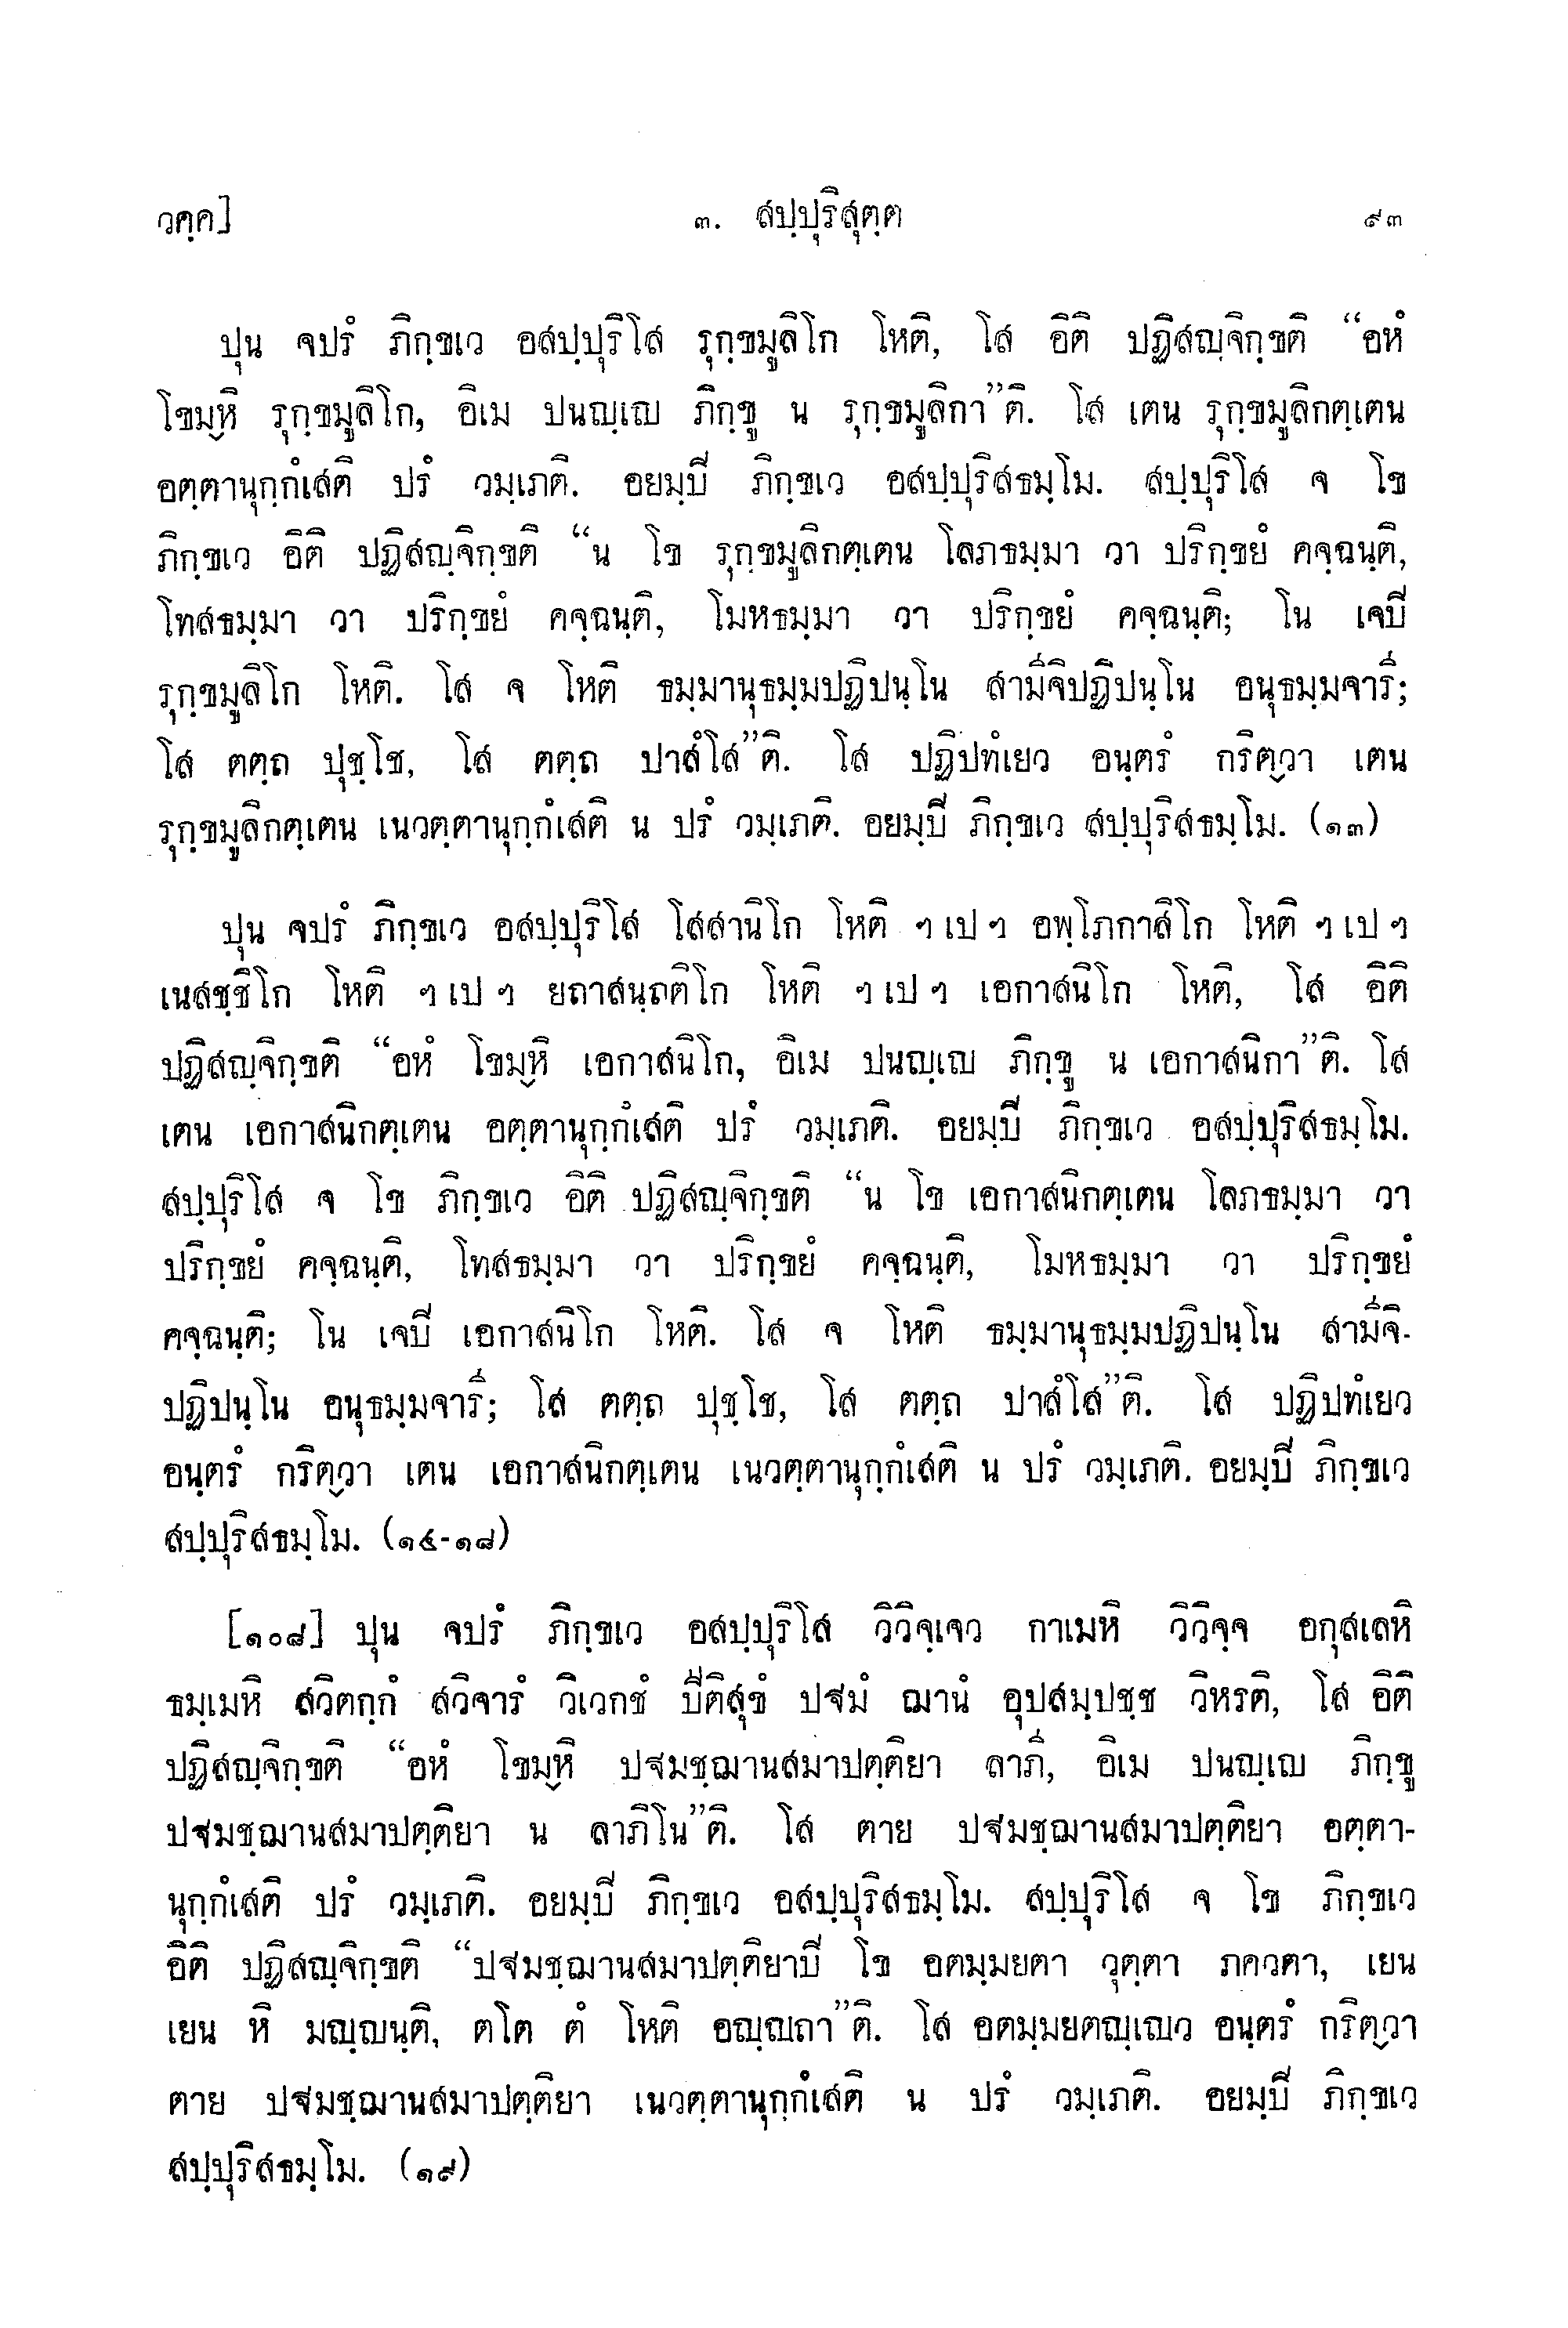 วคฺค]
๓. สปฺปุริสุตฺต
๙๓
ปุน จปรํ ภิกฺขเว อสปฺปุริโส รุกฺขมูลิโก โหติ, โส อิติ ปฏิสญฺจิกฺขติ “อหํ
โขมฺหิ รุกฺขมูลิโก, อิเม ปนญฺเญ ภิกฺขู น รุกฺขมูลิกา”ติ. โส เตน รุกฺขมูลิกตฺเตน
อตฺตานุกฺกํเสติ ปรํ วมฺเภติ. อยมฺปิ ภิกฺขเว อสปฺปุริสธมฺโม. สปฺปุริโส จ โข
ภิกฺขเว อิติ ปฏิสญฺจิกฺขติ “น โข รุกฺขมูลิกตฺเตน โลภธมฺมา วา ปริกฺขยํ คจฺฉนฺติ,
โทสธมฺมา วา ปริกฺขยํ คจฺฉนฺติ, โมหธมฺมา วา ปริกฺขยํ คจฺฉนฺติ; โน เจปิ
รุกฺขมูลิโก โหติ. โส จ โหติ ธมฺมานุธมฺมปฏิปนฺโน สามีจิปฏิปนฺโน อนุธมฺมจารี;
โส ตตฺถ ปุชฺโช, โส ตตฺถ ปาสํโส”ติ. โส ปฏิปทํเยว อนฺตรํ กริตฺวา เตน
รุกฺขมูลิกตฺเตน เนวตฺตานุกฺกํเสติ น ปรํ วมฺเภติ. อยมฺปิ ภิกฺขเว สปฺปุริสธมฺโม. (๑๓)
ปุน จปรํ ภิกฺขเว อสปฺปุริโส โสสานิโก โหติ ฯ เป ฯ อพฺโภกาสิโก โหติ ฯ เป ฯ
เนสชฺชิโก โหติ ฯ เป ฯ ยถาสนฺถติโก โหติ ฯ เป ฯ เอกาสนิโก โหติ, โส อิติ
ปฏิสญฺจิกฺขติ “อหํ โขมฺหิ เอกาสนิโก, อิเม ปนญฺเญ ภิกฺขู น เอกาสนิกา”ติ. โส
เตน เอกาสนิกตฺเตน อตฺตานุกฺกํเสติ ปรํ วมฺเภติ. อยมฺปิ ภิกฺขเว อสปฺปุริสธมฺโม.
สปฺปุริโส จ โข ภิกฺขเว อิติ ปฏิสญฺจิกฺขติ “น โข เอกาสนิกตฺเตน โลภธมฺมา วา
ปริกฺขยํ คจฺฉนฺติ, โทสธมฺมา วา ปริกฺขยํ คจฺฉนฺติ, โมหธมฺมา วา ปริกฺขยํ
คจฺฉนฺติ; โน เจปิ เอกาสนิโก โหติ. โส จ โหติ ธมฺมานุธมฺมปฏิปนฺโน สามีจิ-
ปฏิปนฺโน อนุธมฺมจารี; โส ตตฺถ ปุชฺโช, โส ตตฺถ ปาสํโส”ติ. โส ปฏิปทํเยว
อนฺตรํ กริตฺวา เตน เอกาสนิกตฺเตน เนวตฺตานุกฺกํเสติ น ปรํ วมฺเภติ. อยมฺปิ ภิกฺขเว
สปฺปุริสธมฺโม. (๑๔-๑๘)
[๑๐๘] ปุน จปรํ ภิกฺขเว อสปฺปุริโส วิวิจฺเจว กาเมหิ วิวิจฺจ อกุสเลหิ
ธมฺเมหิ สวิตกฺกํ สวิจารํ วิเวกชํ ปีติสุขํ ปฐมํ ฌานํ อุปสมฺปชฺช วิหรติ, โส อิติ
ปฏิสญฺจิกฺขติ “อหํ โขมฺหิ ปฐมชฺฌานสมาปตฺติยา ลาภี, อิเม ปนญฺเญ ภิกฺขู
ปฐมชฺฌานสมาปตฺติยา น ลาภิโน”ติ. โส ตาย ปฐมชฺฌานสมาปตฺติยา อตฺตา-
นุกฺกํเสติ ปรํ วมฺเภติ. อยมฺปิ ภิกฺขเว อสปฺปุริสธมฺโม. สปฺปุริโส จ โข ภิกฺขเว
อิติ ปฏิสญฺจิกฺขติ “ปฐมชฺฌานสมาปตฺติยาปิ โข อตมฺมยตา วุตฺตา ภควตา, เยน
เยน หิ มญฺญนฺติ, ตโต ตํ โหติ อญฺญถา”ติ. โส อตมฺมยตญฺเญว อนฺตรํ กริตฺวา
ตาย ปฐมชฺฌานสมาปตฺติยา เนวตฺตานุกฺกํเสติ น ปรํ วมฺเภติ. อยมฺปิ ภิกฺขเว
สปฺปุริสธมฺโม. (๑๙)